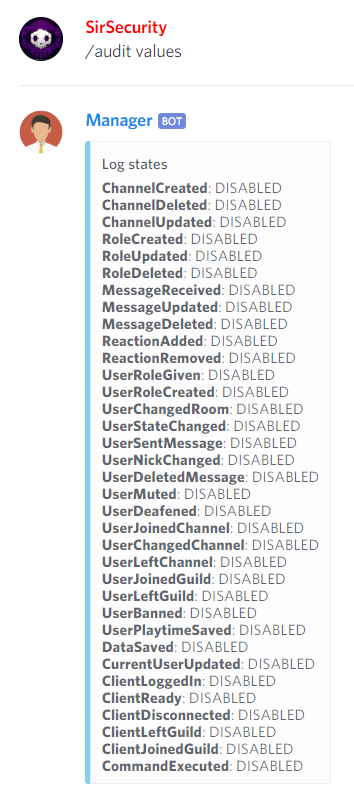 SirSecurity
/audit values
Manager BOT
Log states
ChannelCreated: DISABLED
ChannelDeleted: DISABLED
ChannelUpdated: DISABLED
RoleCreated: DISABLED
RoleUpdated: DISABLED
RoleDeleted: DISABLED
MessageReceived: DISABLED
MessageUpdated: DISABLED
MessageDeleted: DISABLED
ReactionAdded: DISABLED
ReactionRemoved: DISABLED
UserRoleGiven: DISABLED
UserRoleCreated: DISABLED
UserChangedRoom: DISABLED
UserStateChanged: DISABLED
UserSentMessage: DISABLED
UserNickChanged: DISABLED
UserDeletedMessage: DISABLED
UserMuted: DISABLED
UserDeafened: DISABLED
UserJoinedChannel: DISABLED
UserChangedChannel: DISABLED
UserLeftChannel: DISABLED
UserJoinedGuild: DISABLED
UserLeftGuild: DISABLED
UserBanned: DISABLED
UserPlaytimeSaved: DISABLED
DataSaved: DISABLED
CurrentUserUpdated: DISABLED
ClientLoggedIn: DISABLED
ClientReady: DISABLED
ClientDisconnected: DISABLED
ClientLeftGuild: DISABLED
ClientJoinedGuild: DISABLED
CommandExecuted: DISABLED